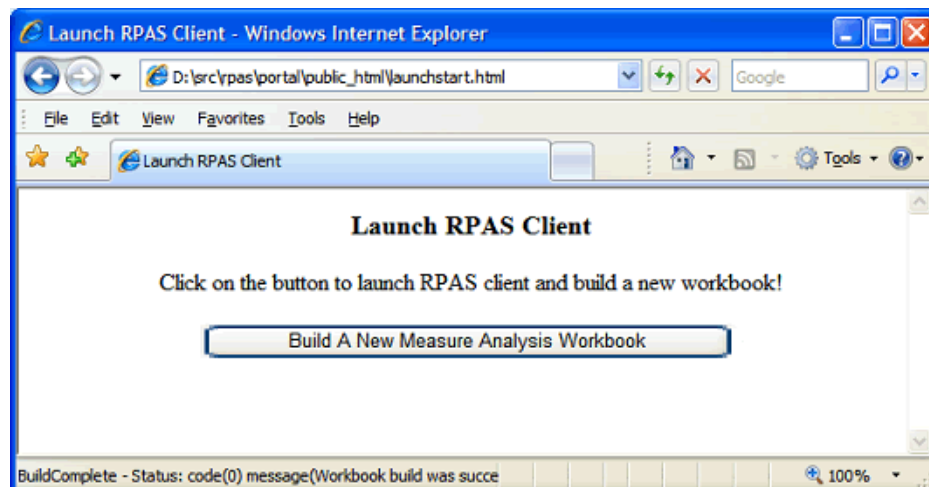 Launch RPAS Client - Windows Internet Explorer
D:\src\rpas\portal\public_html\launchstart.html Google
File Edit View Favorites Tools Help
Launch RPAS Client Tools
Launch RPAS Client
Click on the button to launch RPAS client and build a new workbook!
Build A New Measure Analysis Workbook
BuildComplete - Status: code(0) message(Workbook build was succe 100%